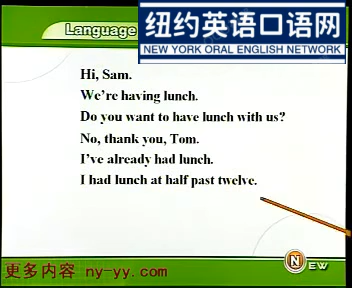 Language
纽约英语口语网
NEW YORK ORAL ENGLISH NETWORK
Hi, Sam.
We're having lunch.
Do you want to have lunch with us?
No, thank you, Tom.
I've already had lunch.
I had lunch at half past twelve.
NEW
更多内容 ny-yy.com